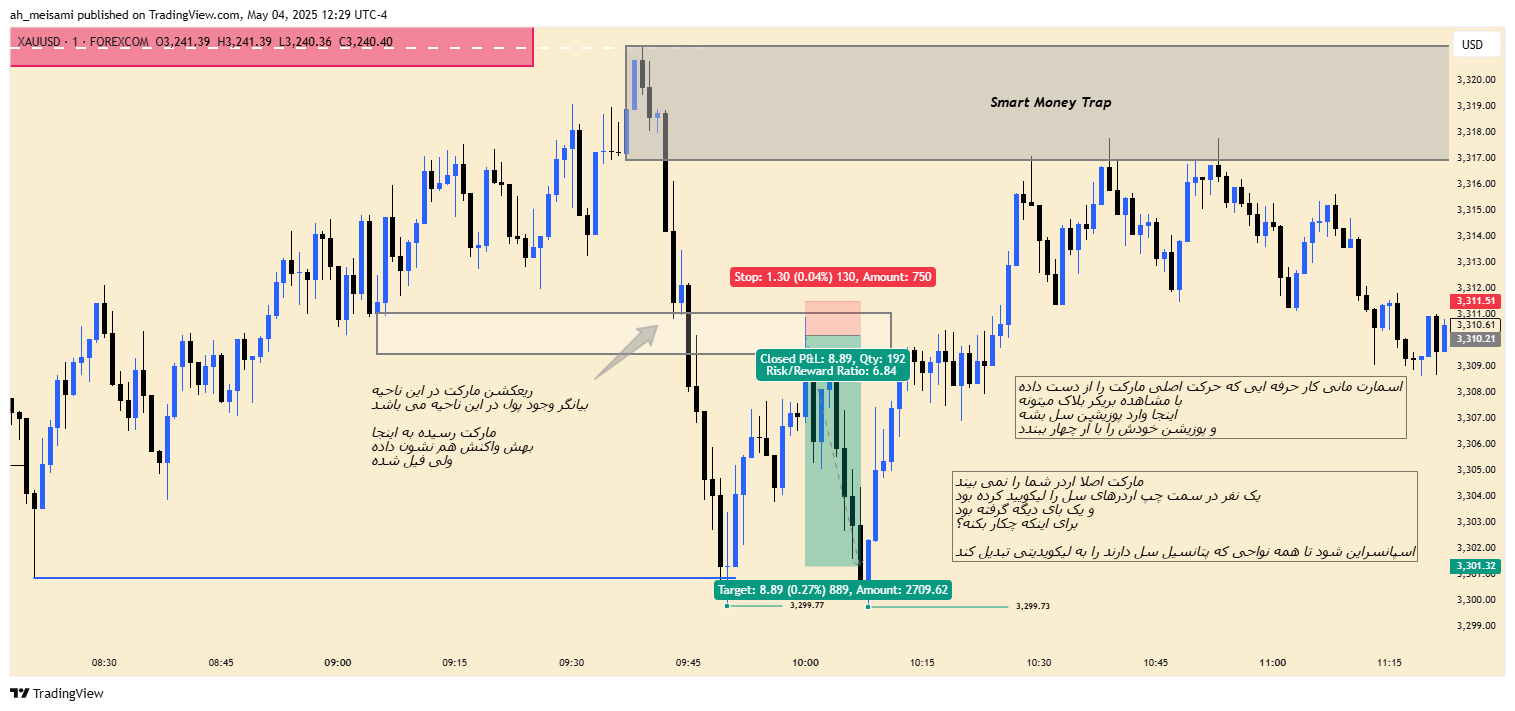 ah_meisami published on TradingView.com, May 04, 2025 12:29 UTC-4
XAUUSD · 1 · FOREXCOM O3,241.39 H3,241.39 L3,240.36 C3,240.40
USD
Smart Money Trap
3,320.00
3,319.00
3,318.00
3,317.00
3,316.00
3,315.00
3,314.00
3,313.00
3,312.00
3,311.51
3,311.00
3,310.61
3,310.21
3,309.00
3,308.00
3,307.00
3,306.00
3,305.00
3,304.00
3,303.00
3,302.00
3,301.32
3,301.00
3,300.00
3,299.00
Stop: 1.30 (0.04%) 130, Amount: 750
Closed P&L: 8.89, Qty: 192
Risk/Reward Ratio: 6.84
ریعکشن مارکت در این ناحیه
بیانگر وجود پول در این ناحیه می باشد
مارکت رسیده به اینجا
بهش واکنش هم نشون داده
ولی فیل شده
اسمارت مانی کار حرفه ایی که حرکت اصلی مارکت را از دست داده
با مشاهده بریکر بلاک میتونه
اینجا وارد پوزیشن سل بشه
و پوزیشن خودش را با ار چهار ببندد
مارکت اصلا اردر شما را نمی بیند
یک نفر در سمت چپ اردرهای سل را لیکویید کرده بود
و یک بای دیگه گرفته بود
برای اینکه چکار بکنه؟
اسپانسراین شود تا همه نواحی که پتانسیل سل دارند را به لیکویدیتی تبدیل کند
Target: 8.89 (0.27%) 889, Amount: 2709.62
3,299.77
3,299.73
08:30
08:45
09:00
09:15
09:30
09:45
10:00
10:15
10:30
10:45
11:00
11:15
TradingView